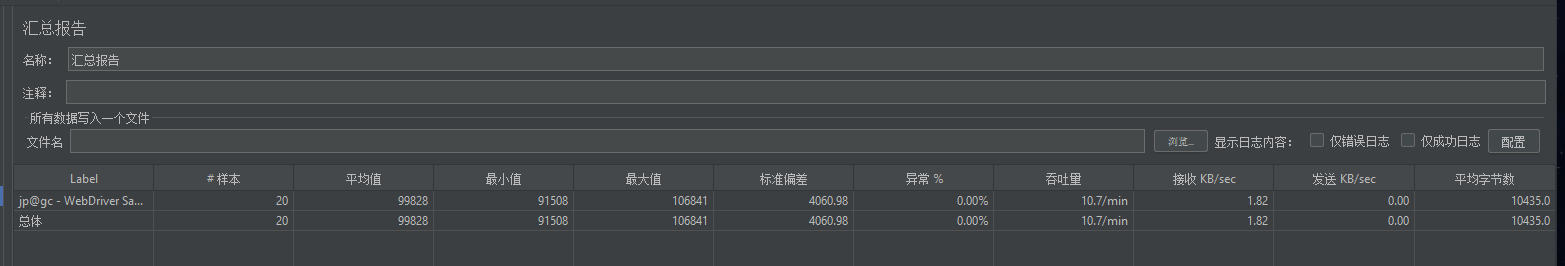 汇总报告
名称： 汇总报告
注释：
所有数据写入一个文件
文件名 浏览... 显示日志内容： 仅错误日志 仅成功日志 配置
Label # 样本 平均值 最小值 最大值 标准偏差 异常 % 吞吐量 接收 KB/sec 发送 KB/sec 平均字节数
jp@gc - WebDriver Sa... 20 99828 91508 106841 4060.98 0.00% 10.7/min 1.82 0.00 10435.0
总体 20 99828 91508 106841 4060.98 0.00% 10.7/min 1.82 0.00 10435.0